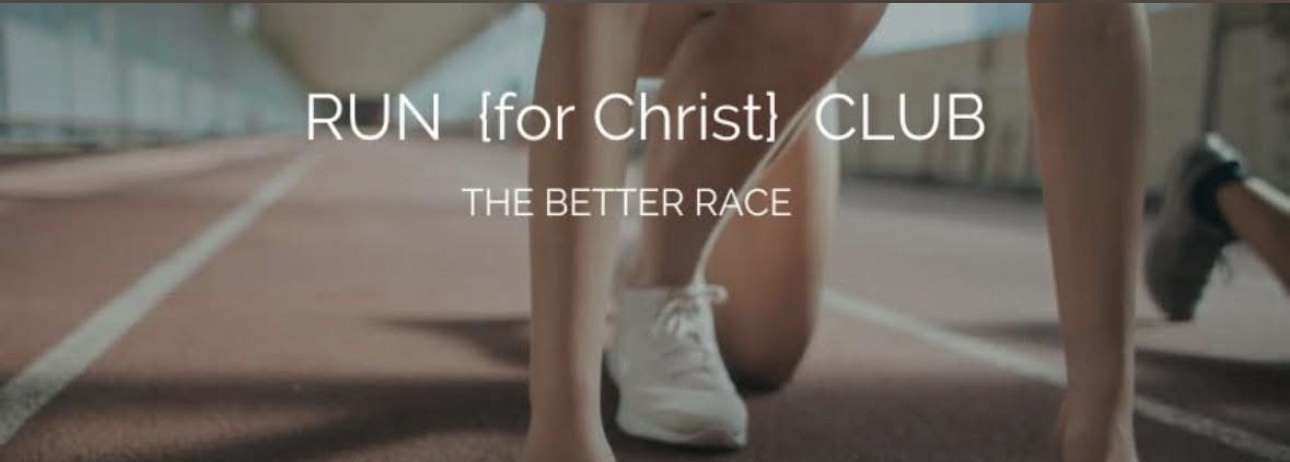 RUN {for Christ} CLUB
THE BETTER RACE